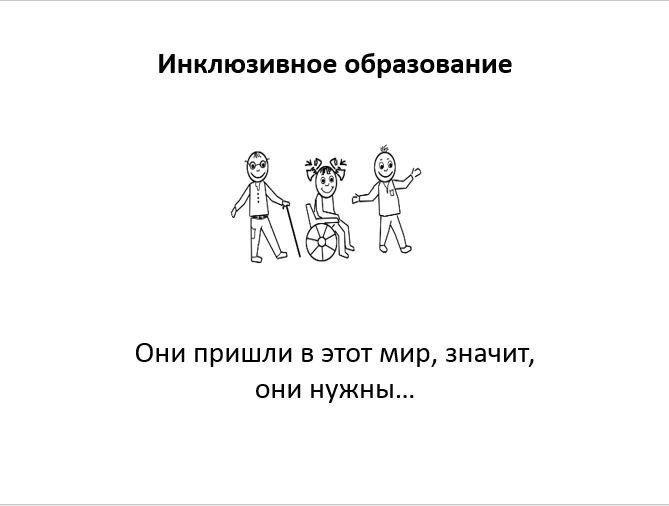 Инклюзивное образование
Они пришли в этот мир, значит,
они нужны...